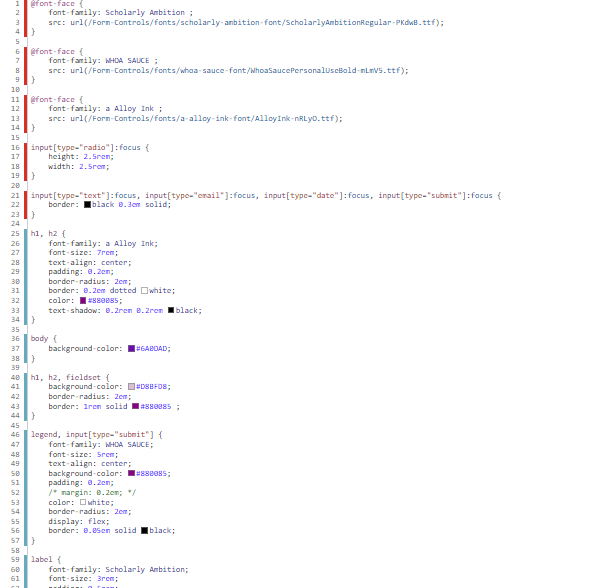 1 @font-face {
2 font-family: Scholarly Ambition ;
3 src: url(/Form-Controls/fonts/scholarly-ambition-font/ScholarlyAmbitionRegular-PKdwB.ttf);
4 }
5
6 @font-face {
7 font-family: WHOA SAUCE ;
8 src: url(/Form-Controls/fonts/whoa-sauce-font/WhoaSaucePersonalUseBold-mLmV5.ttf);
9 }
10
11 @font-face {
12 font-family: a Alloy Ink ;
13 src: url(/Form-Controls/fonts/a-alloy-ink-font/AlloyInk-nRLyO.ttf);
14 }
15
16 input[type="radio"]:focus {
17 height: 2.5rem;
18 width: 2.5rem;
19 }
20
21 input[type="text"]:focus, input[type="email"]:focus, input[type="date"]:focus, input[type="submit"]:focus {
22 border: black 0.3em solid;
23 }
24
25 h1, h2 {
26 font-family: a Alloy Ink;
27 font-size: 7rem;
28 text-align: center;
29 padding: 0.2em;
30 border-radius: 2em;
31 border: 0.2em dotted white;
32 color: #880085;
33 text-shadow: 0.2rem 0.2rem black;
34 }
35
36 body {
37 background-color: #6A0DAD;
38 }
39
40 h1, h2, fieldset {
41 background-color: #D8BFD8;
42 border-radius: 2em;
43 border: 1rem solid #880085 ;
44 }
45
46 legend, input[type="submit"] {
47 font-family: WHOA SAUCE;
48 font-size: 5rem;
49 text-align: center;
50 background-color: #880085;
51 padding: 0.2em;
52 /* margin: 0.2em; */
53 color: white;
54 border-radius: 2em;
55 display: flex;
56 border: 0.05em solid black;
57 }
58
59 label {
60 font-family: Scholarly Ambition;
61 font-size: 3rem;